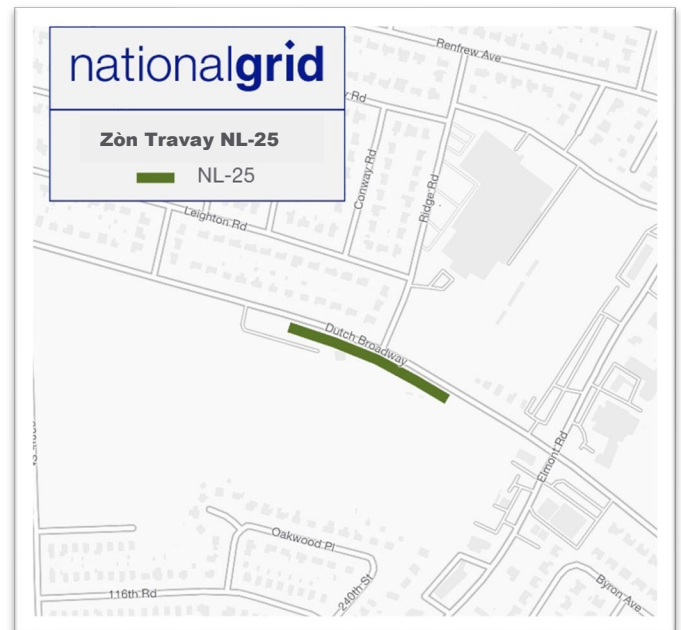 nationalgrid
Zòn Travay NL-25
NL-25
Renfrew Ave
Rd
Conway Rd
Ridge Rd
Leighton Rd
Dutch Broadway
Elmont Rd
Oakwood Pl
116th Rd
240th St
Byron Ave